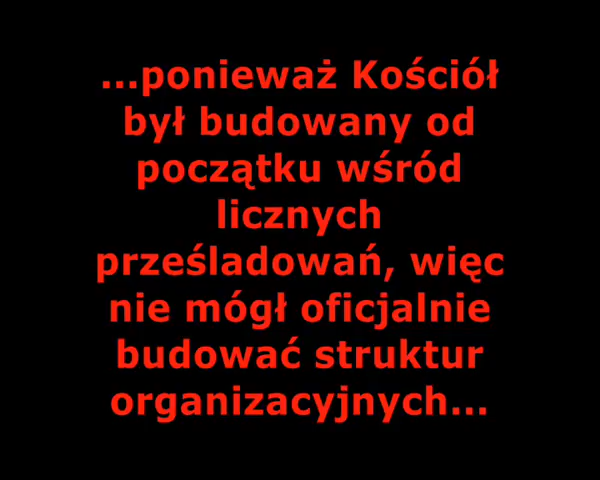 ...ponieważ Kościół
był budowany od
początku wśród
licznych
prześladowań, więc
nie mógł oficjalnie
budować struktur
organizacyjnych...